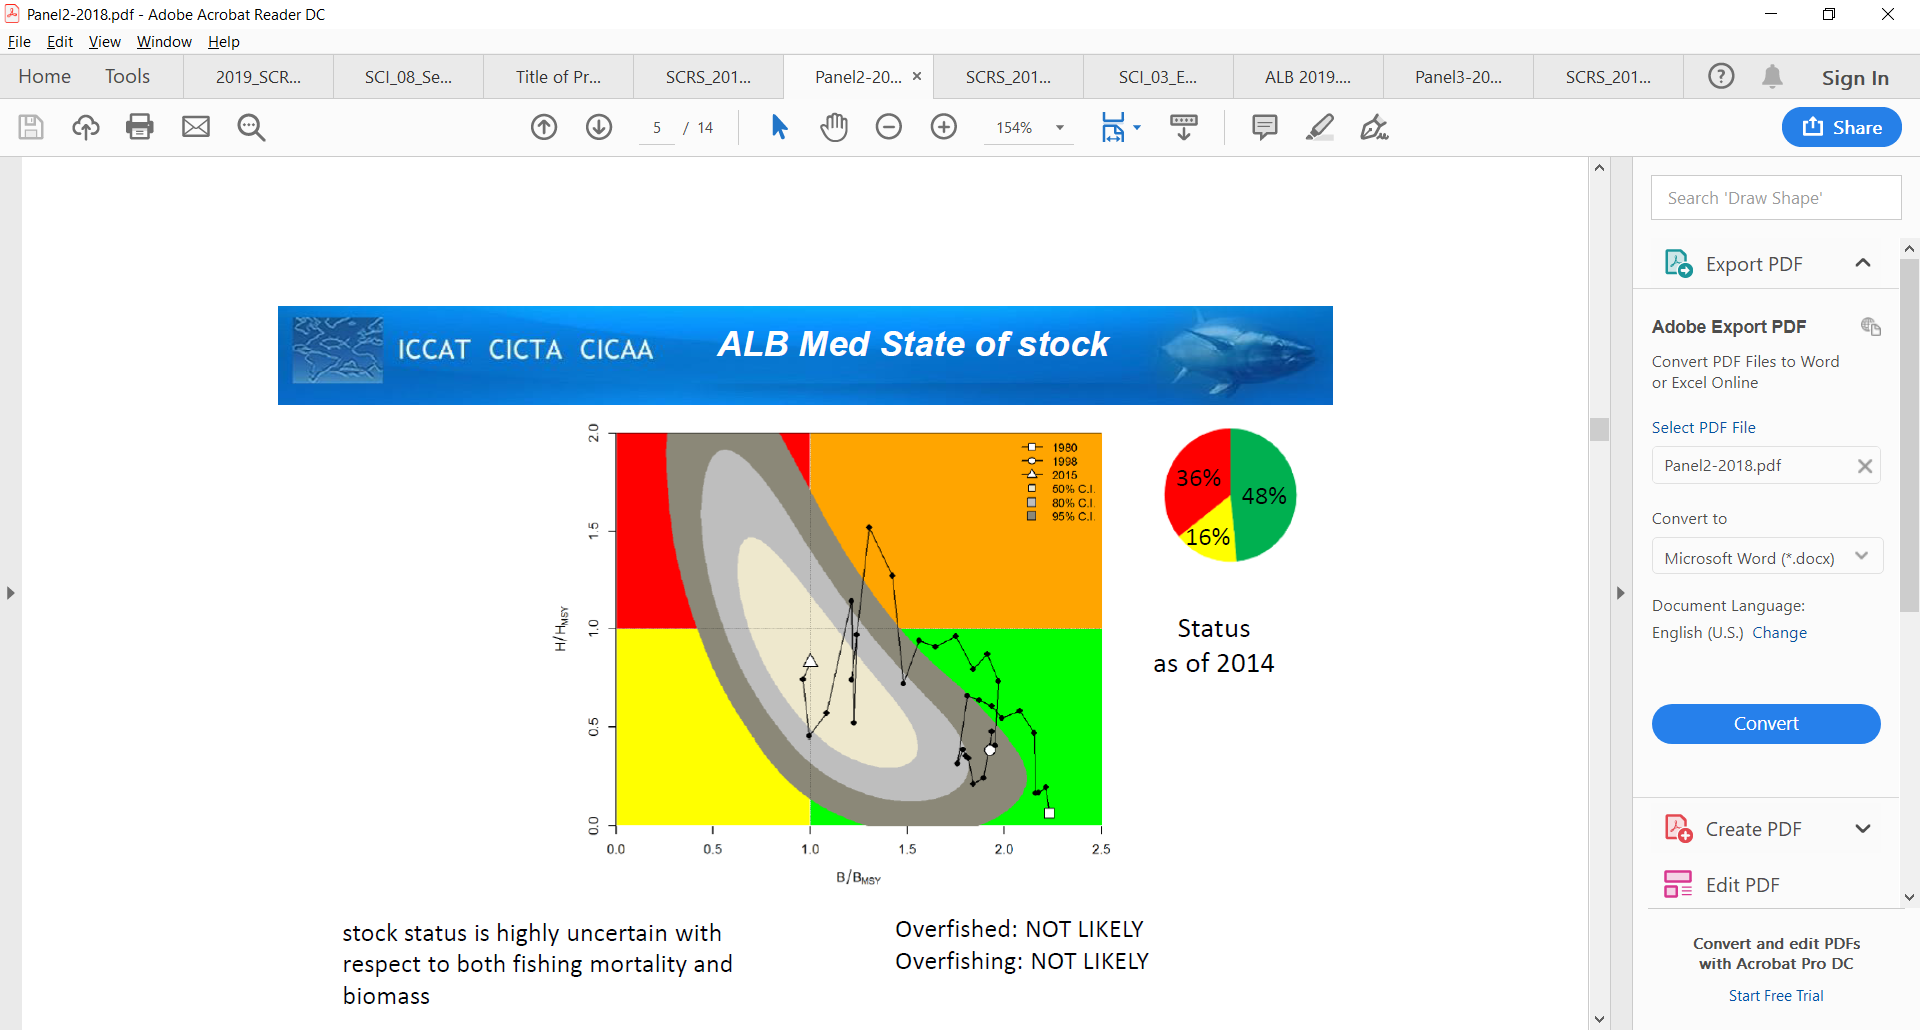 Panel2-2018.pdf - Adobe Acrobat Reader DC
File Edit View Window Help
Home Tools 2019_SCR... SCI_08_Se... Title of Pr... SCRS_201... Panel2-20... × SCRS_201... SCI_03_E... ALB 2019.... Panel3-20... SCRS_201... Sign In
5 / 14 154% Share
Search 'Draw Shape'
Export PDF
Adobe Export PDF
Convert PDF Files to Word
or Excel Online
Select PDF File
Panel2-2018.pdf
Convert to
Microsoft Word (*.docx)
Document Language:
English (U.S.) Change
Convert
Create PDF
Edit PDF
Convert and edit PDFs
with Acrobat Pro DC
Start Free Trial
ICCAT CICTA CICAA
ALB Med State of stock
2.0
1.5
1.0
0.5
0.0
H/HMSY
1980
1998
2015
50% C.I.
80% C.I.
95% C.I.
0.0 0.5 1.0 1.5 2.0 2.5
B/BMSY
36%
48%
16%
Status
as of 2014
stock status is highly uncertain with
respect to both fishing mortality and
biomass
Overfished: NOT LIKELY
Overfishing: NOT LIKELY